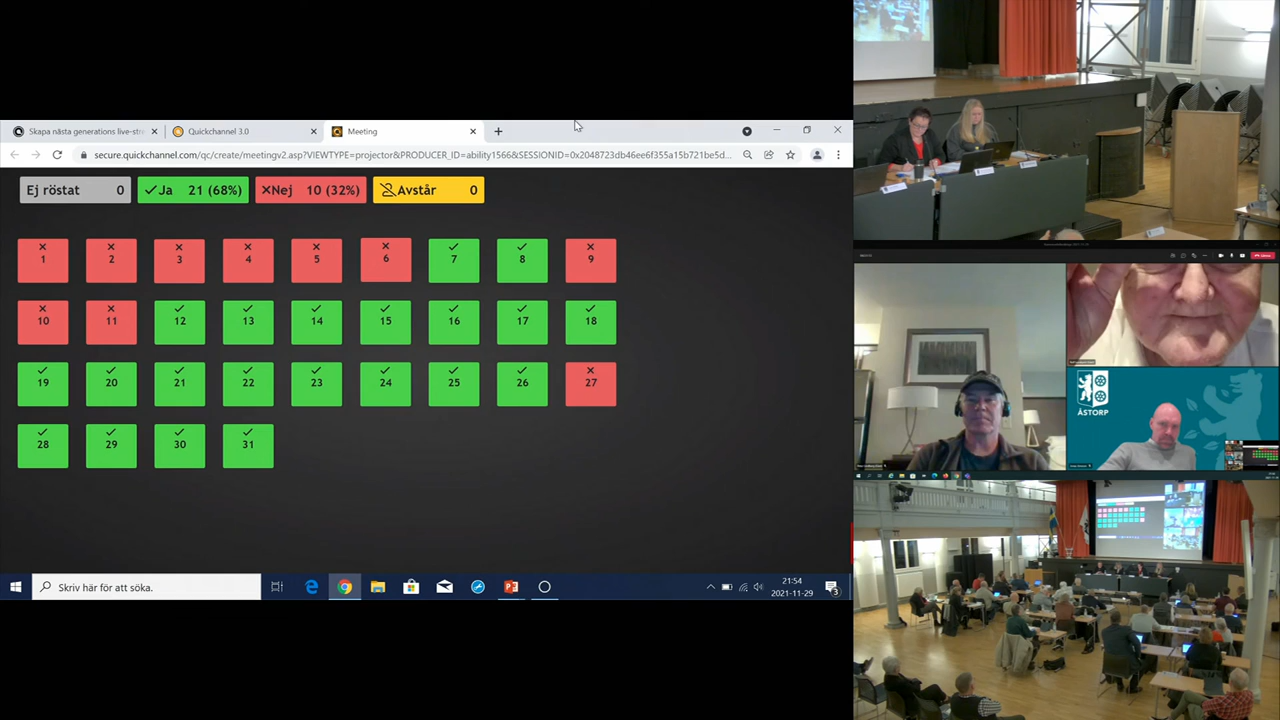 Skapa nästa generations live-stre
Quickchannel 3.0
Meeting
secure.quickchannel.com/qc/create/meetingv2.asp?VIEWTYPE=projector&PRODUCER_ID=ability1566&SESSIONID=0x2048723db46ee6f355a15b721be5d...
Ej röstat 0
Ja 21 (68%)
Nej 10 (32%)
Avstår 0
1 2 3 4 5 6 7 8 9
10 11 12 13 14 15 16 17 18
19 20 21 22 23 24 25 26 27
28 29 30 31
Skriv här för att söka.
21:54
2021-11-29
3
ÅSTORP